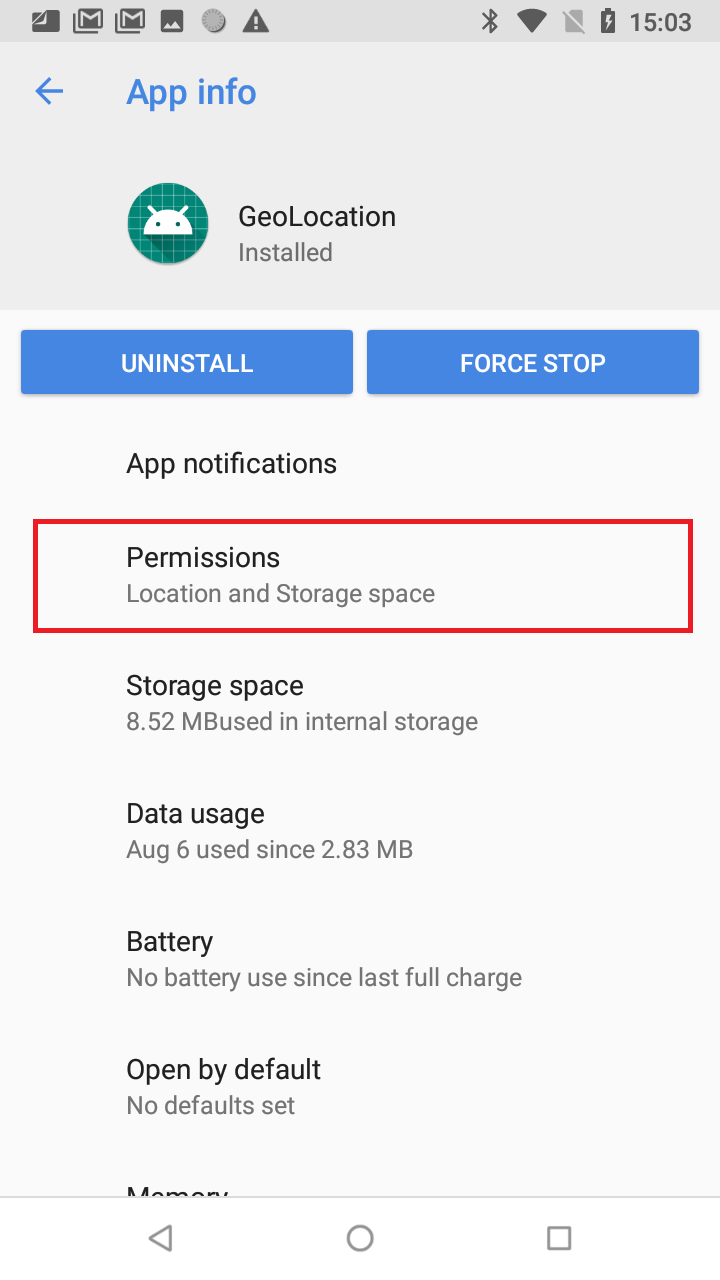 15:03
App info
GeoLocation
Installed
UNINSTALL
FORCE STOP
App notifications
Permissions
Location and Storage space
Storage space
8.52 MBused in internal storage
Data usage
Aug 6 used since 2.83 MB
Battery
No battery use since last full charge
Open by default
No defaults set
Memory